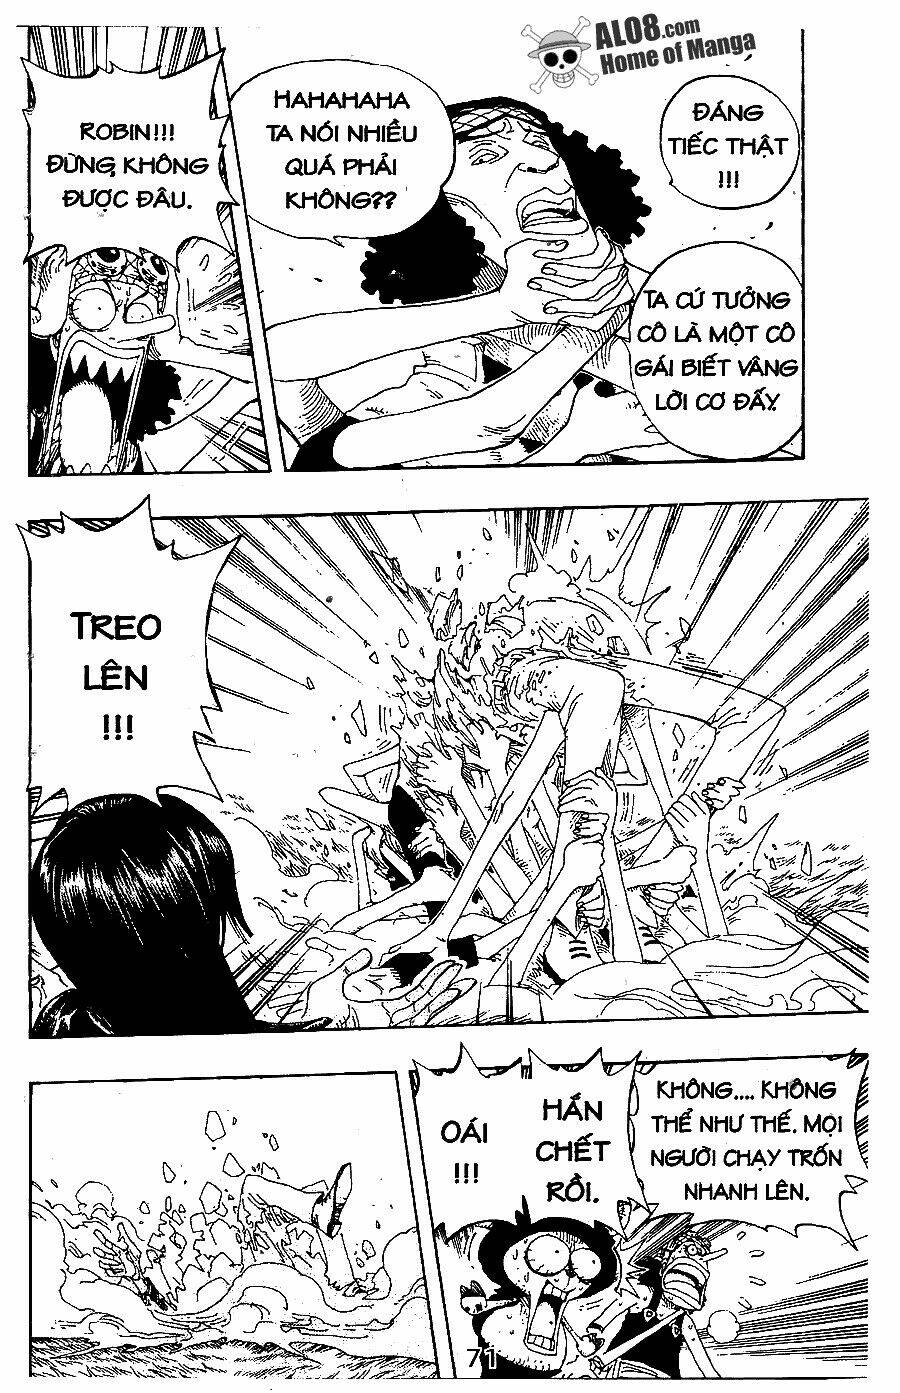 ALO8.com
Home of Manga
ĐÁNG
TIẾC THẬT
!!!
TA CỨ TƯỞNG
CÔ LÀ MỘT CÔ
GÁI BIẾT VÂNG
LỜI CƠ ĐẤY.
HAHAHAHA
TA NÓI NHIỀU
QUÁ PHẢI
KHÔNG??
ROBIN!!!
ĐỪNG, KHÔNG
ĐƯỢC ĐÂU.
TREO
LÊN
!!!
KHÔNG.... KHÔNG
THỂ NHƯ THẾ. MỌI
NGƯỜI CHẠY TRỐN
NHANH LÊN.
HẮN
CHẾT
RỒI.
OÁI
!!!
71